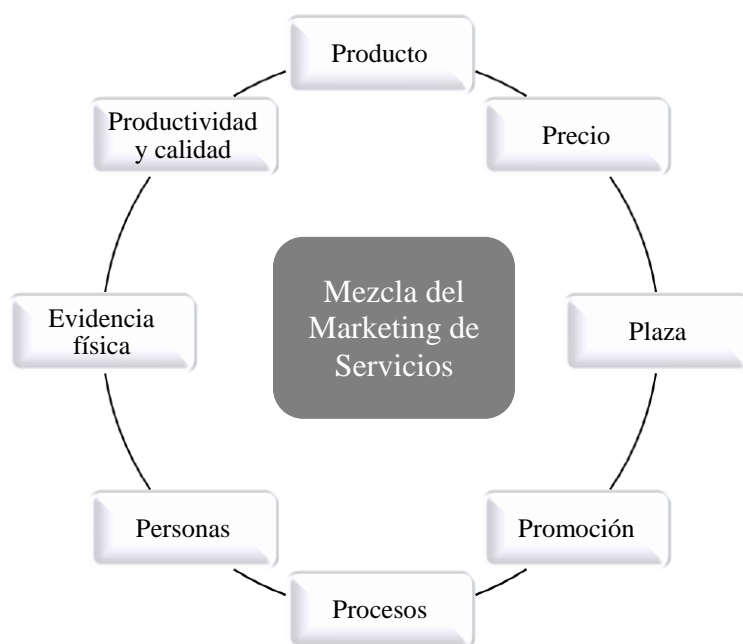 Producto
Precio
Plaza
Promoción
Procesos
Personas
Evidencia
física
Productividad
y calidad
Mezcla del
Marketing de
Servicios